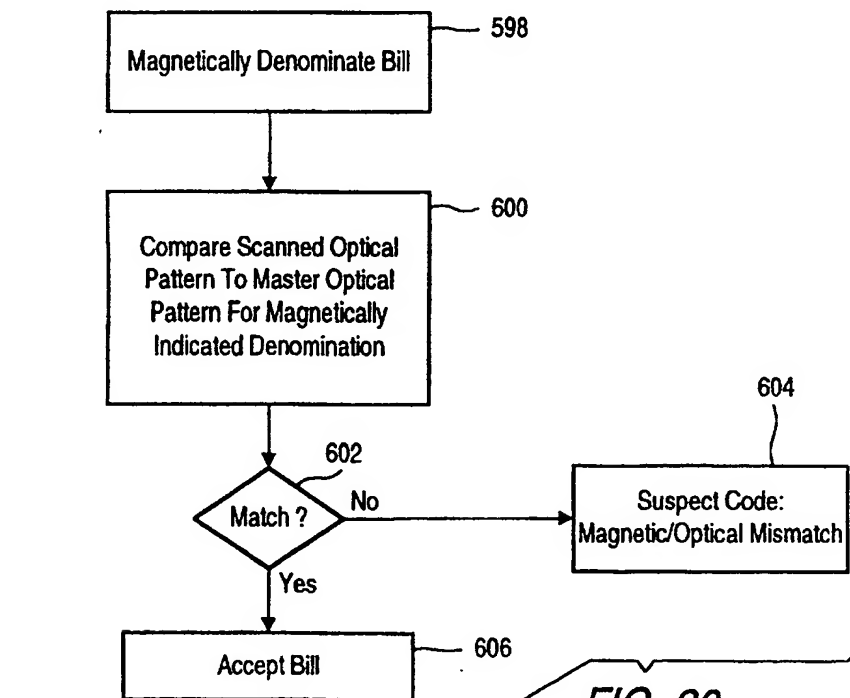 598
Magnetically Denominate Bill
600
Compare Scanned Optical
Pattern To Master Optical
Pattern For Magnetically
Indicated Denomination
604
602
Match ?
No
Suspect Code:
Magnetic/Optical Mismatch
Yes
606
Accept Bill
FIG.